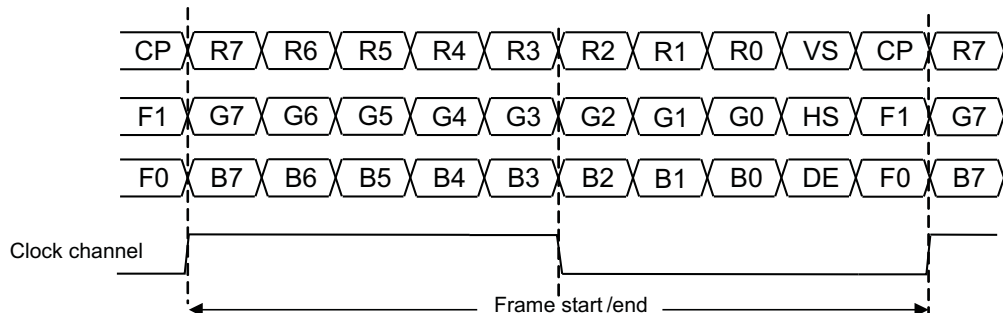 CP R7 R6 R5 R4 R3 R2 R1 R0 VS CP R7
F1 G7 G6 G5 G4 G3 G2 G1 G0 HS F1 G7
F0 B7 B6 B5 B4 B3 B2 B1 B0 DE F0 B7
Clock channel
Frame start/end